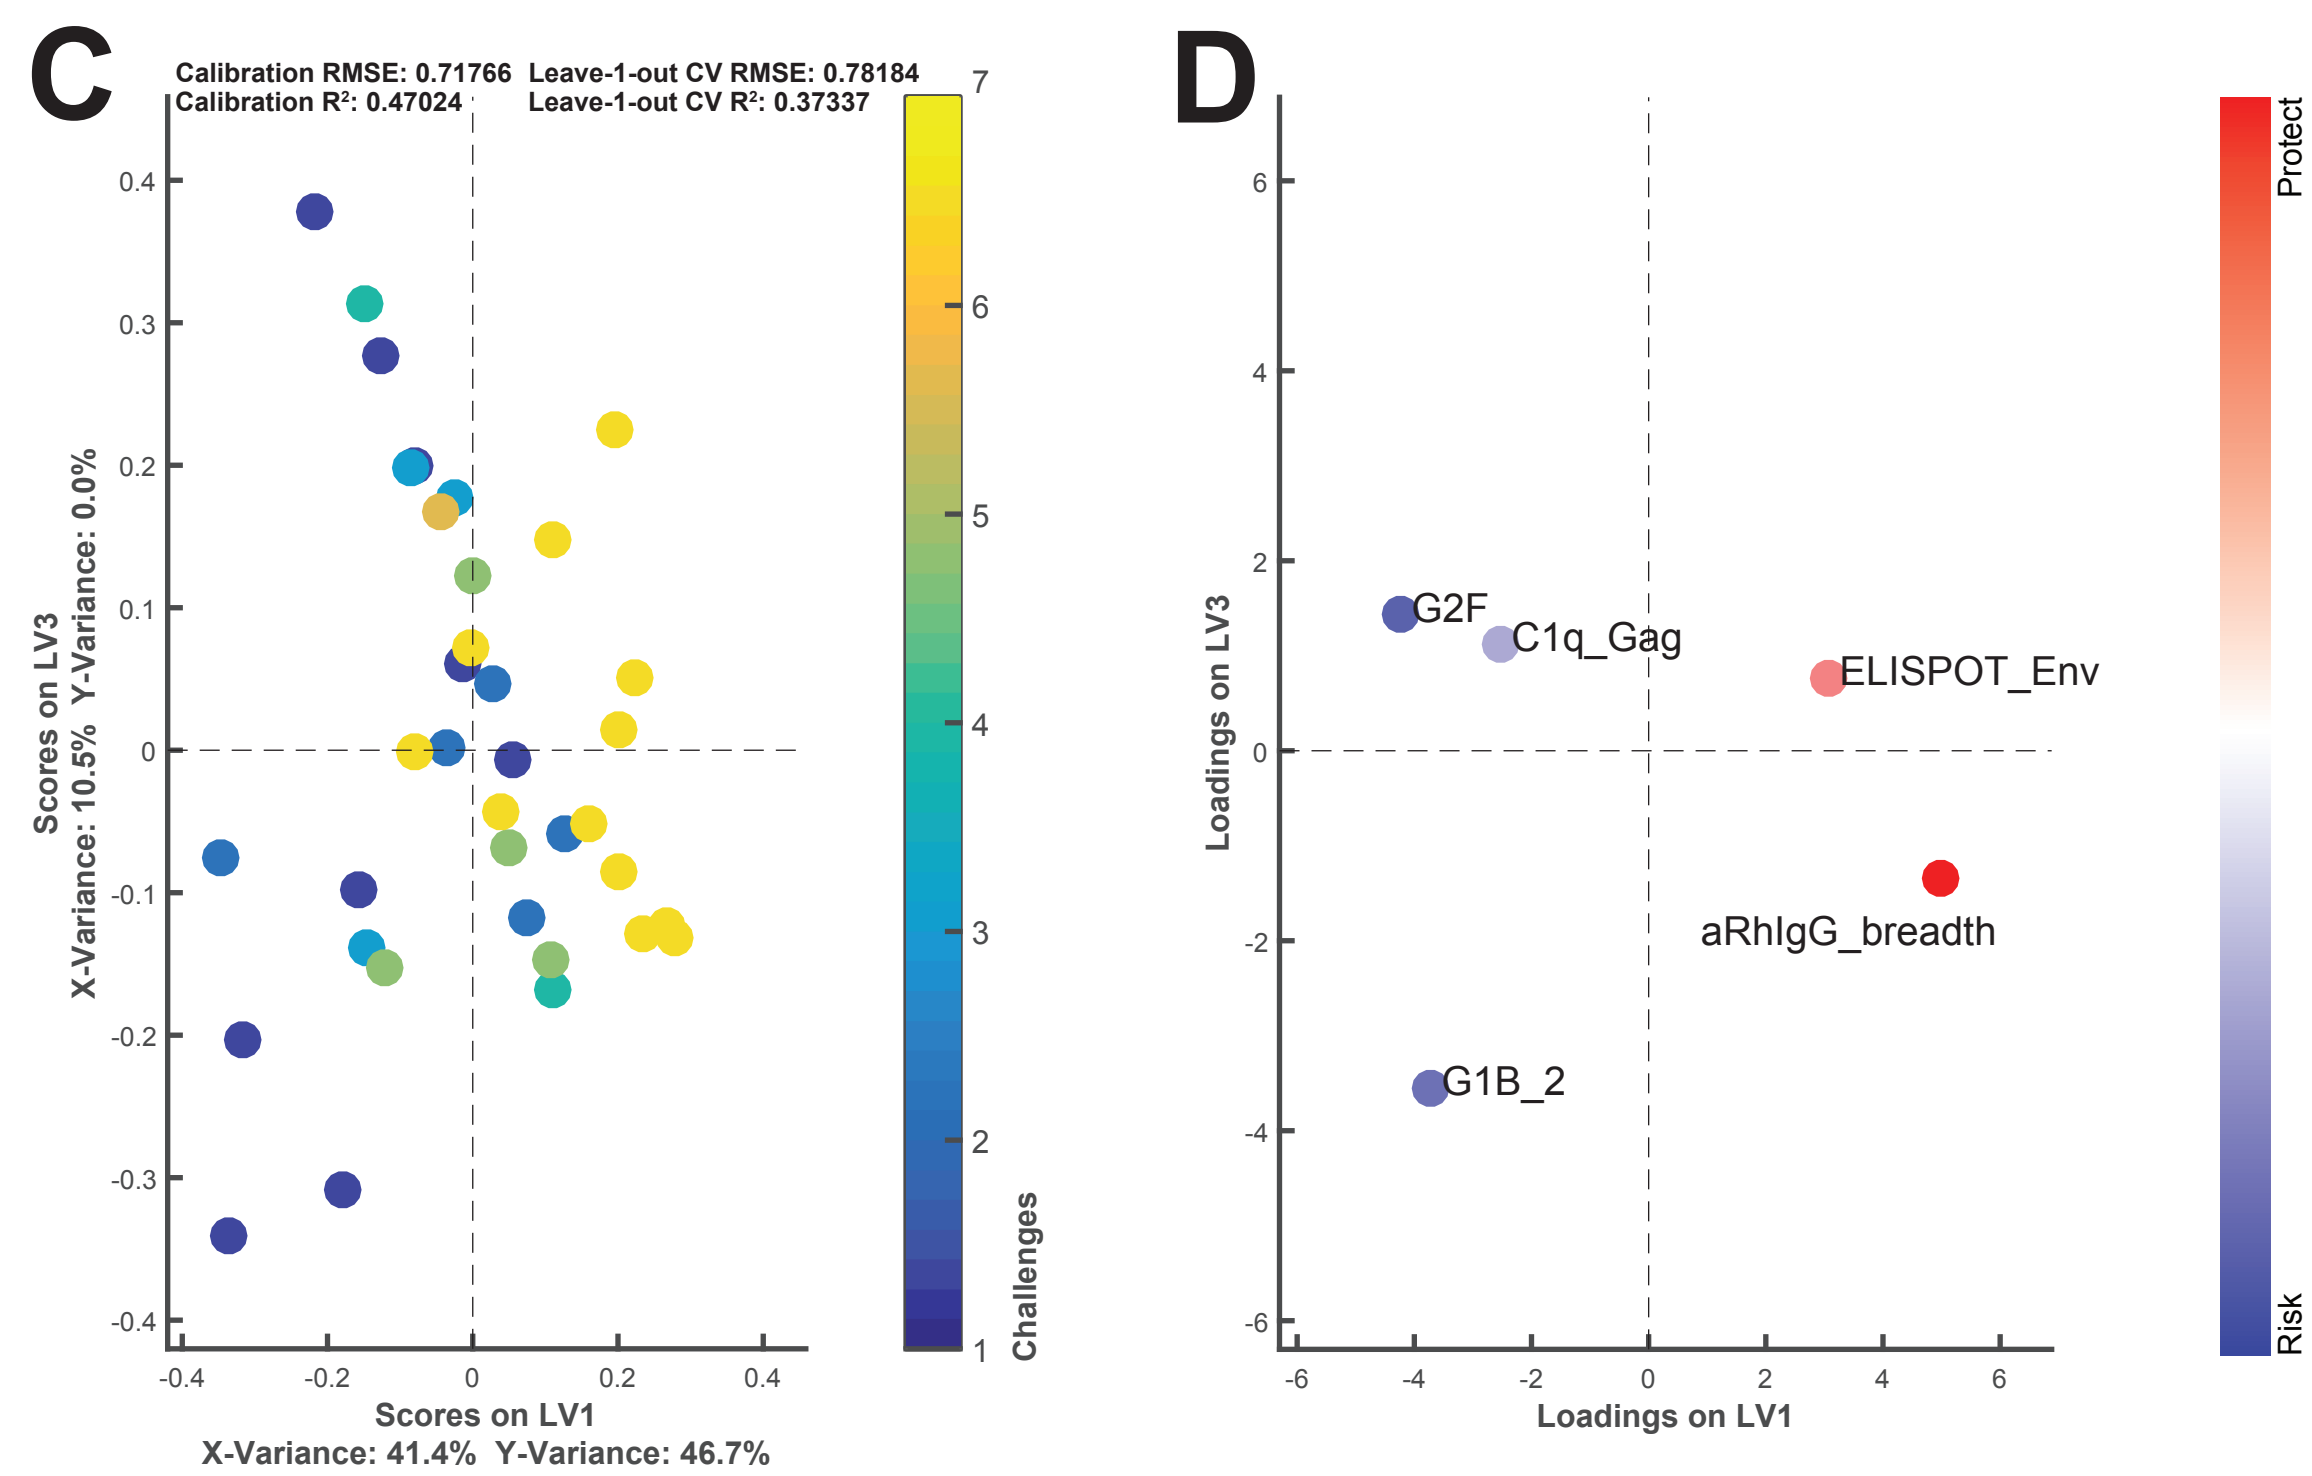 C
Calibration RMSE: 0.71766 Leave-1-out CV RMSE: 0.78184
Calibration R²: 0.47024 Leave-1-out CV R²: 0.37337
0.4
0.3
0.2
0.1
0
-0.1
-0.2
-0.3
-0.4
Scores on LV3
X-Variance: 10.5% Y-Variance: 0.0%
-0.4 -0.2 0 0.2 0.4
Scores on LV1
X-Variance: 41.4% Y-Variance: 46.7%
7
6
5
4
3
2
1
Challenges
D
6
4
2
0
-2
-4
-6
Loadings on LV3
G2F
C1q_Gag
ELISPOT_Env
aRhIgG_breadth
G1B_2
-6 -4 -2 0 2 4 6
Loadings on LV1
Protect
Risk